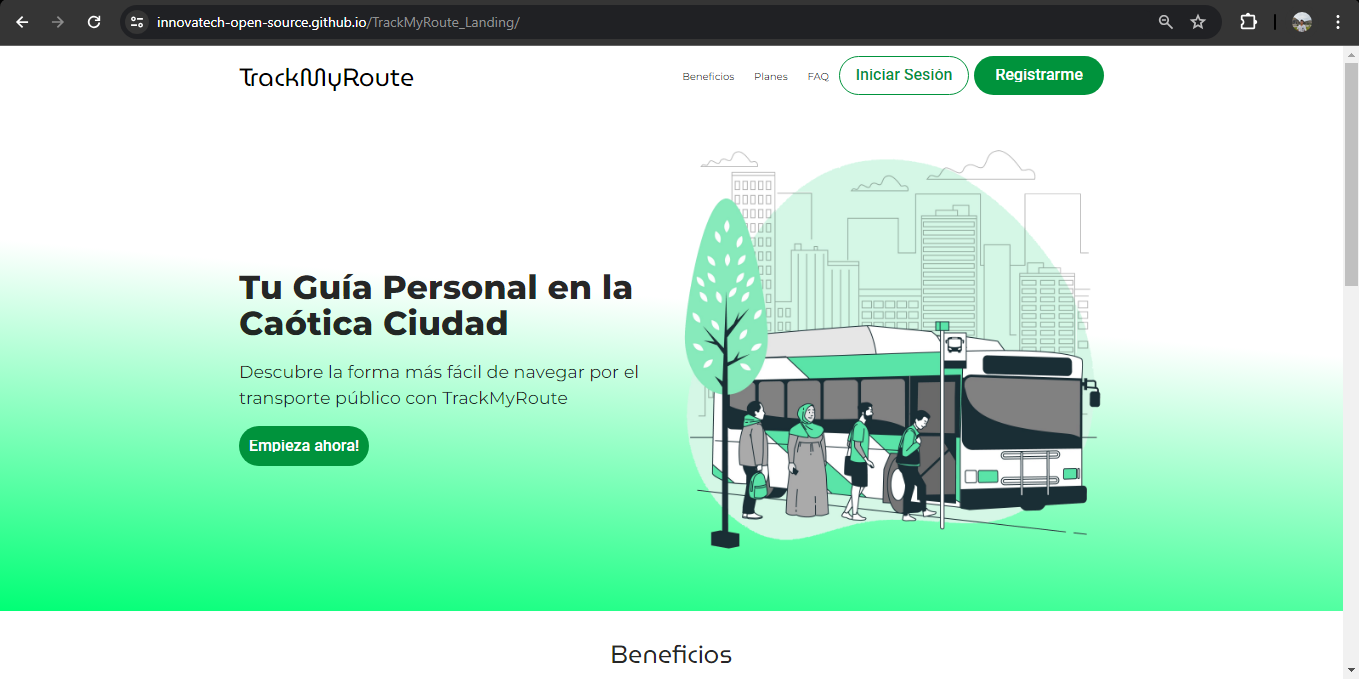 innovatech-open-source.github.io/TrackMyRoute_Landing/
TrackMyRoute
Beneficios
Planes
FAQ
Iniciar Sesión
Registrarme
Tu Guía Personal en la
Caótica Ciudad
Descubre la forma más fácil de navegar por el
transporte público con TrackMyRoute
Empieza ahora!
Beneficios